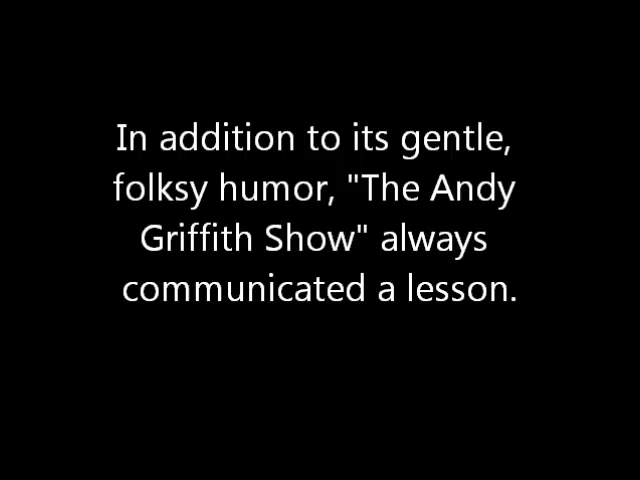 In addition to its gentle,
folksy humor, "The Andy
Griffith Show" always
communicated a lesson.